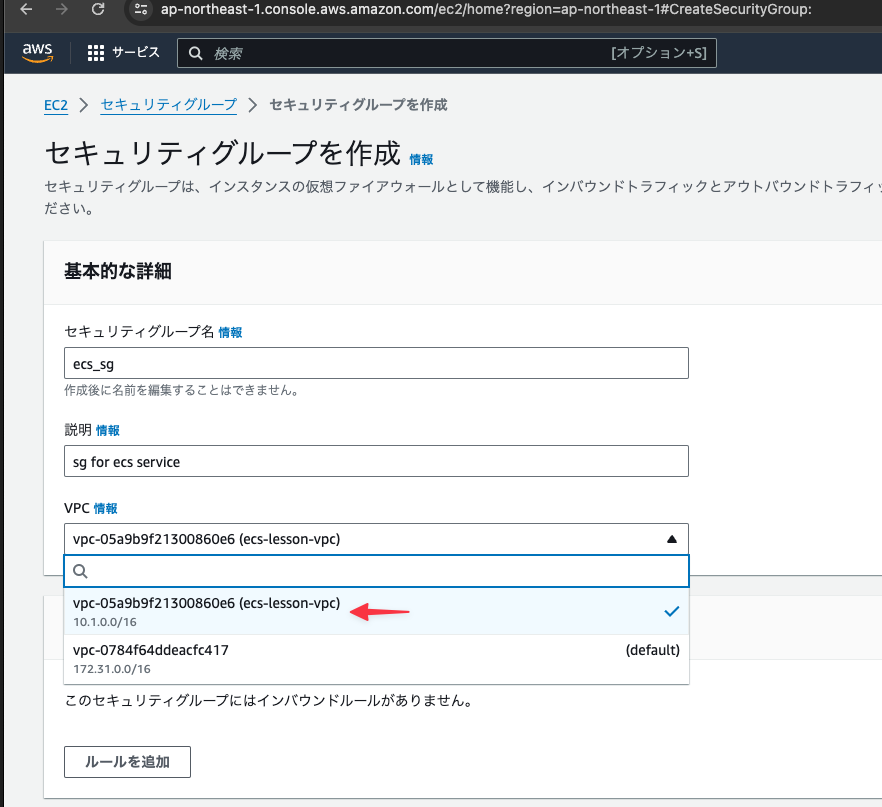 ap-northeast-1.console.aws.amazon.com/ec2/home?region=ap-northeast-1#CreateSecurityGroup:
aws サービス 検索 [オプション+S]
EC2 > セキュリティグループ > セキュリティグループを作成
セキュリティグループを作成 情報
セキュリティグループは、インスタンスの仮想ファイアウォールとして機能し、インバウンドトラフィックとアウトバウンドトラフィッ
ださい。
基本的な詳細
セキュリティグループ名 情報
ecs_sg
作成後に名前を編集することはできません。
説明 情報
sg for ecs service
VPC 情報
vpc-05a9b9f21300860e6 (ecs-lesson-vpc)
vpc-05a9b9f21300860e6 (ecs-lesson-vpc)
10.1.0.0/16
vpc-0784f64ddeacfc417 (default)
172.31.0.0/16
このセキュリティグループにはインバウンドルールがありません。
ルールを追加